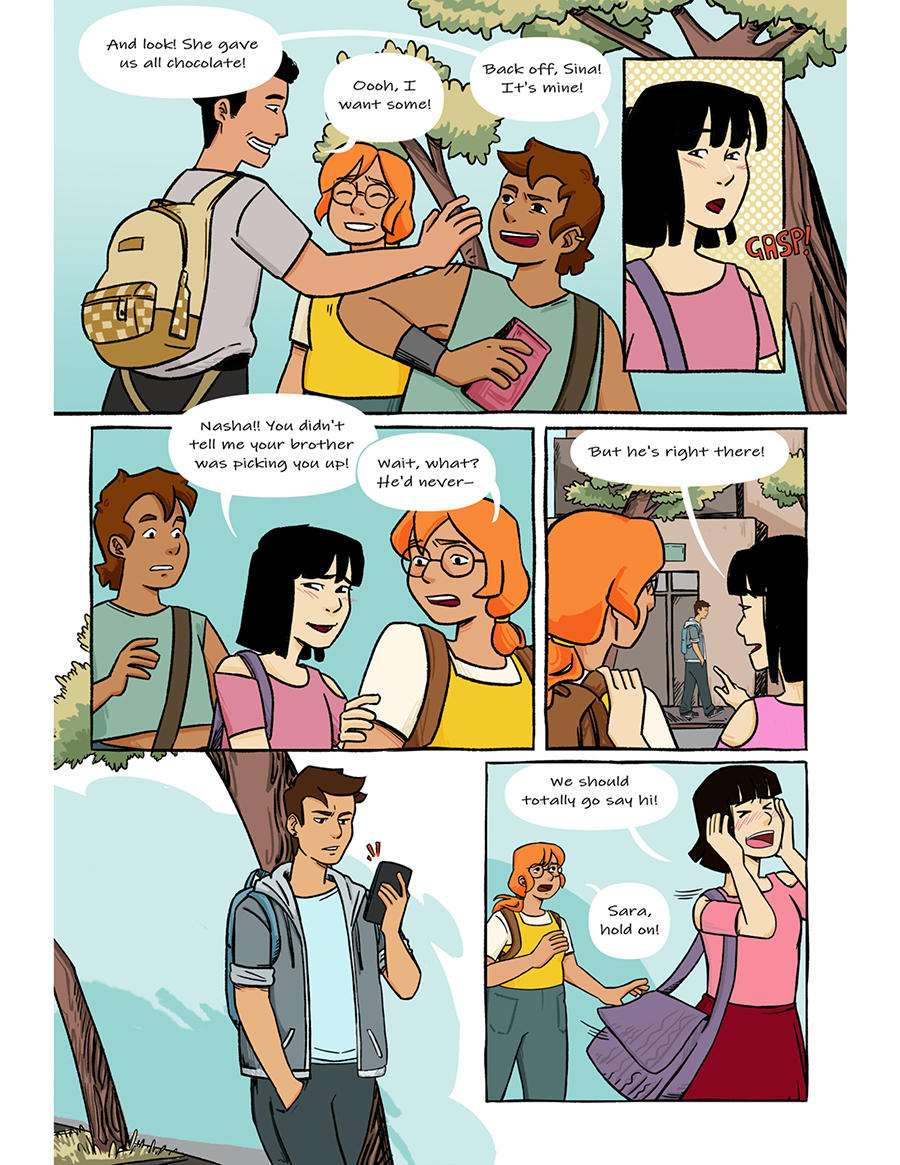 And look! She gave
us all chocolate!
Oooh, I
want some!
Back off, Sina!
It's mine!
GASP!
Nasha!! You didn't
tell me your brother
was picking you up!
Wait, what?
He'd never—
But he's right there!
We should
totally go say hi!
Sara,
hold on!